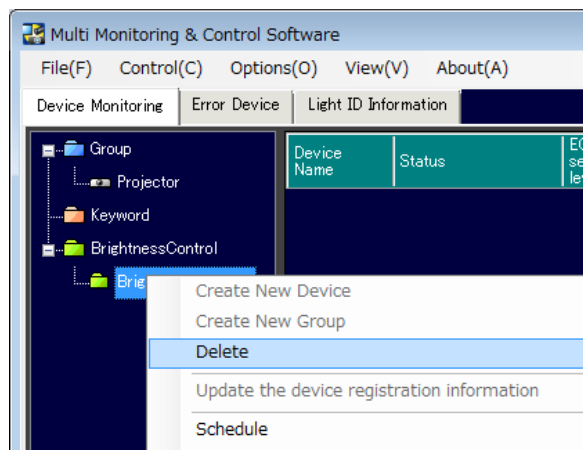 Multi Monitoring & Control Software
File(F) Control(C) Options(O) View(V) About(A)
Device Monitoring Error Device Light ID Information
Group
Projector
Keyword
BrightnessControl
Device Name
Status
Create New Device
Create New Group
Delete
Update the device registration information
Schedule